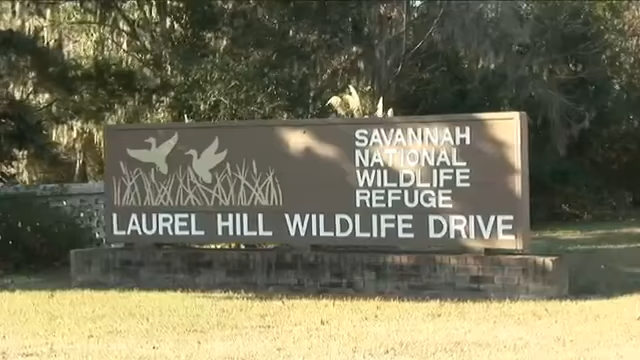 SAVANNAH
NATIONAL
WILDLIFE
REFUGE
LAUREL HILL WILDLIFE DRIVE